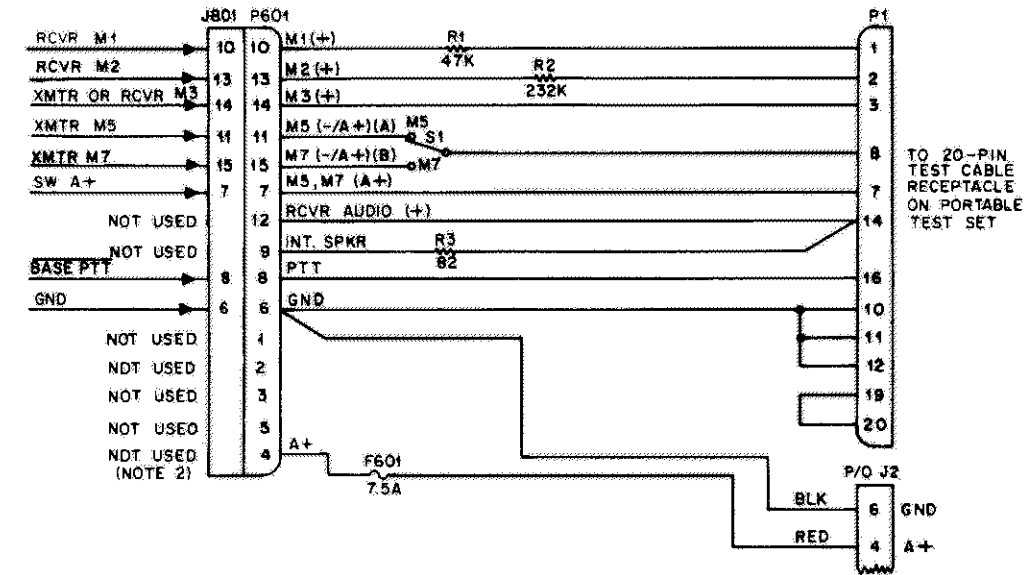 J801 P601 P1
RCVR M1 10 10 M1(+) R1 47K 1
RCVR M2 13 13 M2(+) R2 232K 2
XMTR OR RCVR M3 14 14 M3(+) 3
XMTR M5 11 11 M5 (-/A+)(A) M5 S1
XMTR M7 15 15 M7 (-/A+)(B) M7 8
SW A+ 7 7 M5,M7 (A+) 7
NOT USED 12 RCVR AUDIO (+) 14
NOT USED 9 INT. SPKR R3 82
BASE PTT 8 8 PTT 16
GND 6 6 GND 10
NOT USED 1 11
NOT USED 2 12
NOT USED 3 19
NOT USED 5 20
NOT USED 4 A+ F601 7.5A
(NOTE 2)
TO 20-PIN
TEST CABLE
RECEPTACLE
ON PORTABLE
TEST SET
P/O J2
BLK 6 GND
RED 4 A+